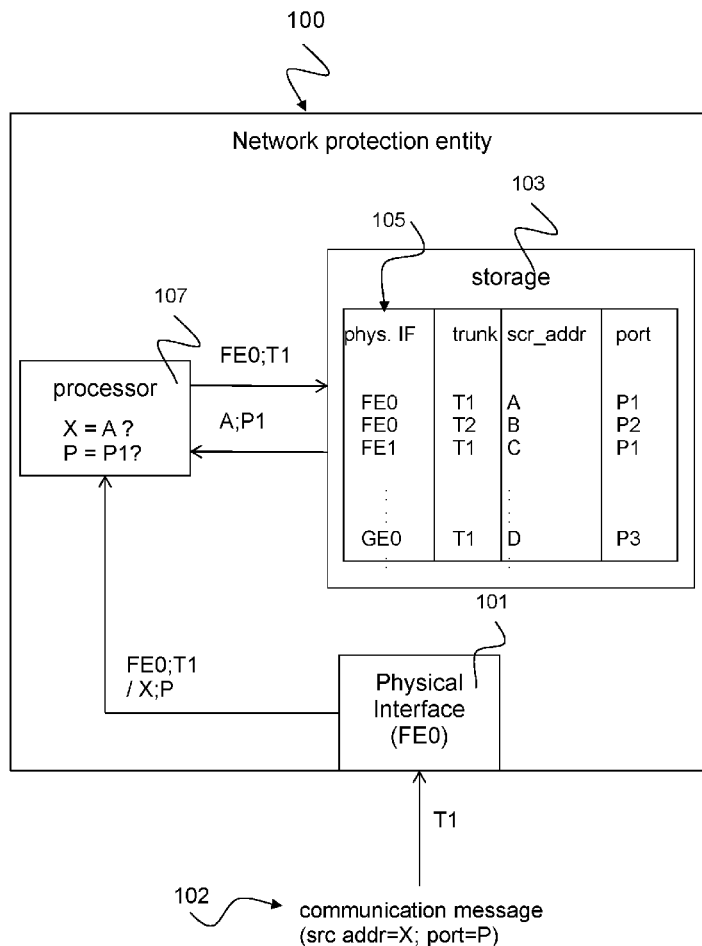 100
Network protection entity
103
105
storage
107
phys. IF trunk scr_addr port
FE0;T1
processor
FE0 T1 A P1
X = A ?
A;P1
FE0 T2 B P2
P = P1?
FE1 T1 C P1
GE0 T1 D P3
101
FE0;T1
/ X;P
Physical
Interface
(FE0)
T1
102
communication message
(src addr=X; port=P)